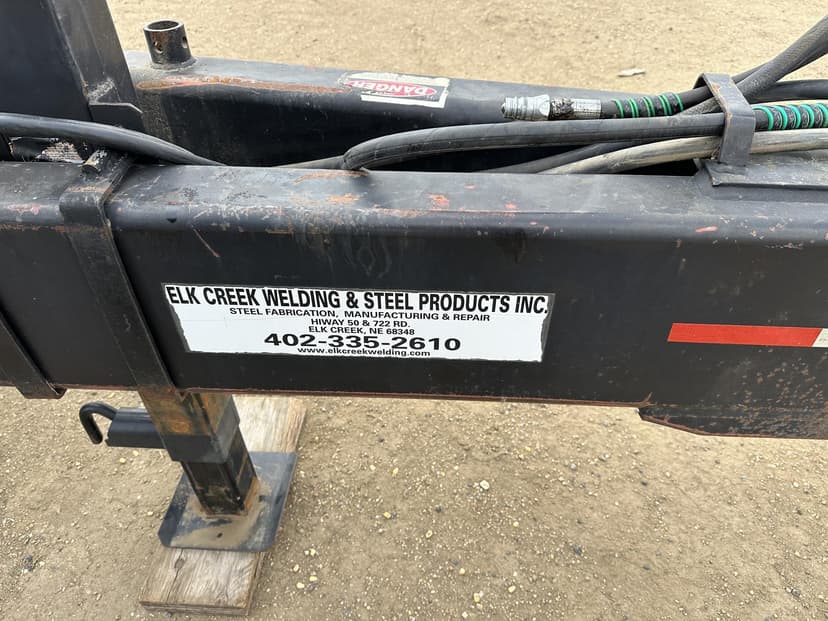 DANGER
ELK CREEK WELDING & STEEL PRODUCTS INC.
STEEL FABRICATION, MANUFACTURING & REPAIR
HIWAY 50 & 722 RD.
ELK CREEK, NE 68348
402-335-2610
www.elkcreekwelding.com